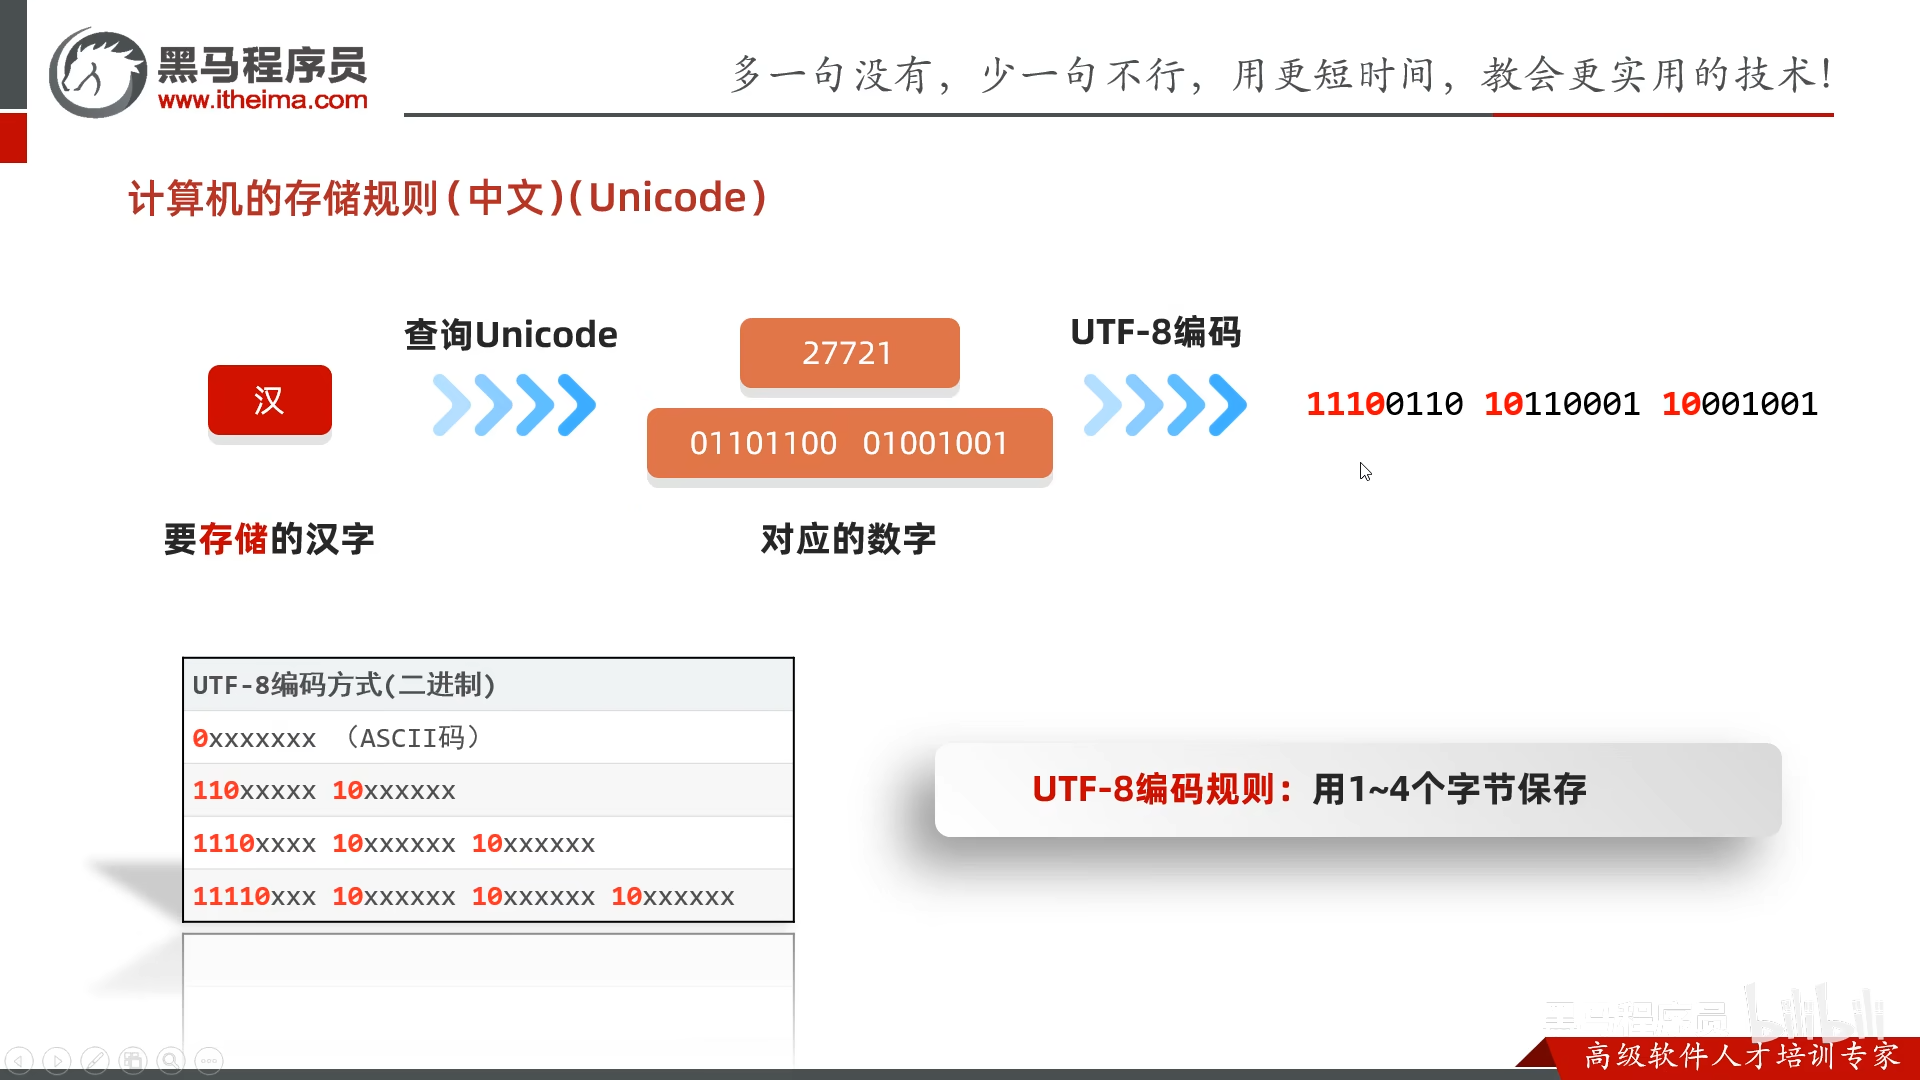 黑马程序员
www.itheima.com
多一句没有，少一句不行，用更短时间，教会更实用的技术！
计算机的存储规则（中文）（Unicode）
汉
查询Unicode
27721
01101100 01001001
UTF-8编码
11100110 10110001 10001001
要存储的汉字
对应的数字
UTF-8编码方式(二进制)
0xxxxxxx （ASCII码）
110xxxxx 10xxxxxx
1110xxxx 10xxxxxx 10xxxxxx
11110xxx 10xxxxxx 10xxxxxx 10xxxxxx
UTF-8编码规则：用1~4个字节保存
黑马程序员 bilibili
高级软件人才培训专家